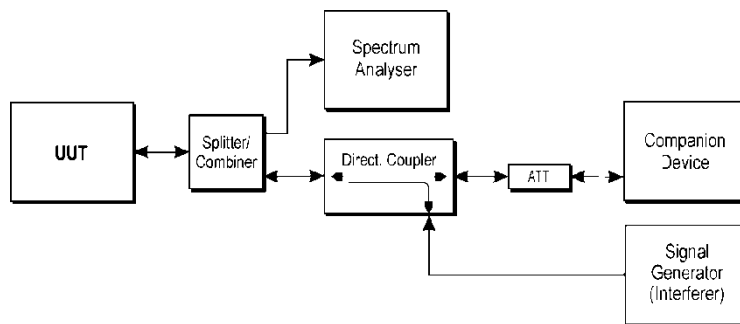 Spectrum
Analyser
UUT
Splitter/
Combiner
Direct. Coupler
ATT
Companion
Device
Signal
Generator
(Interferer)